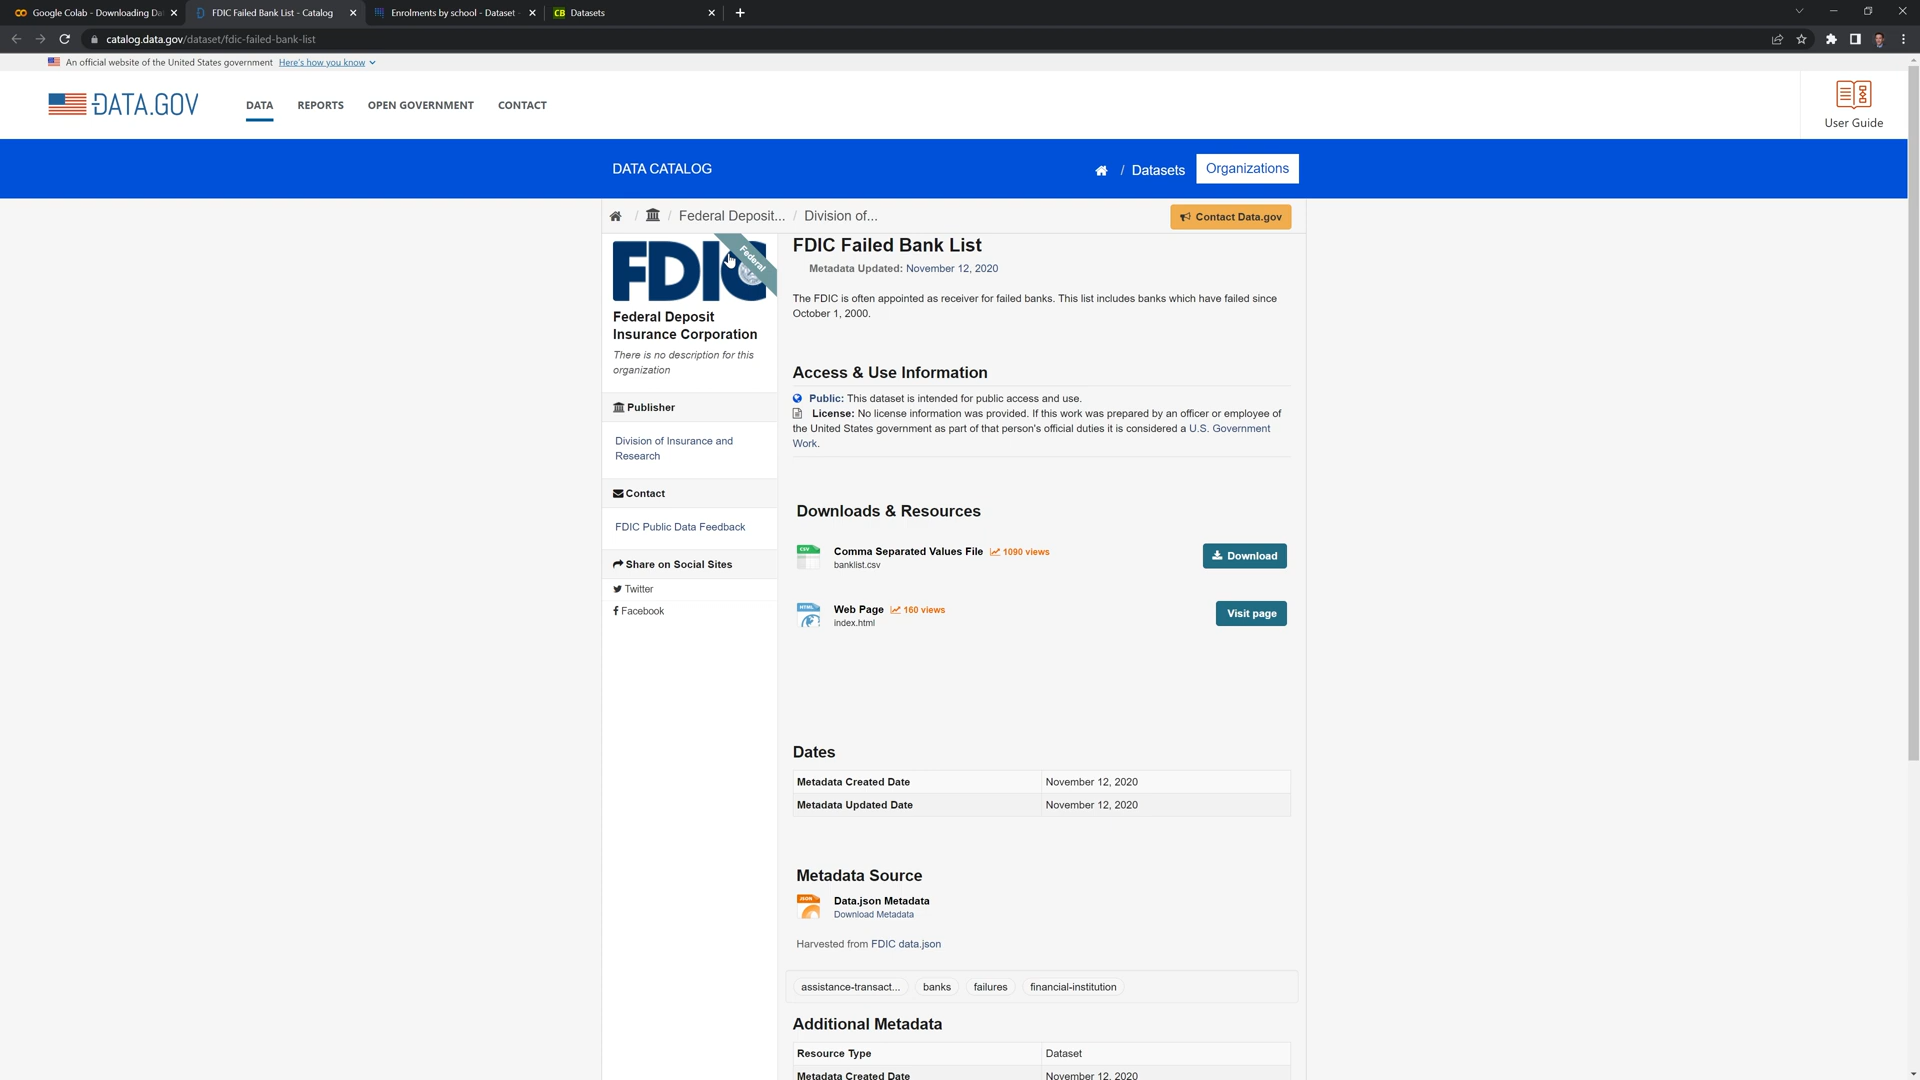 Google Colab - Downloading Da
FDIC Failed Bank List - Catalog
Enrolments by school - Dataset
CB Datasets
catalog.data.gov/dataset/fdic-failed-bank-list
An official website of the United States government Here's how you know
DATA.GOV
DATA REPORTS OPEN GOVERNMENT CONTACT
User Guide
DATA CATALOG
/ Datasets Organizations
/ / Federal Deposit... / Division of...
Contact Data.gov
FDIC
Federal
Federal Deposit
Insurance Corporation
There is no description for this
organization
Publisher
Division of Insurance and
Research
Contact
FDIC Public Data Feedback
Share on Social Sites
Twitter
Facebook
FDIC Failed Bank List
Metadata Updated: November 12, 2020
The FDIC is often appointed as receiver for failed banks. This list includes banks which have failed since
October 1, 2000.
Access & Use Information
Public: This dataset is intended for public access and use.
License: No license information was provided. If this work was prepared by an officer or employee of
the United States government as part of that person's official duties it is considered a U.S. Government
Work.
Downloads & Resources
CSV
Comma Separated Values File 1090 views
banklist.csv
Download
HTML
Web Page 160 views
index.html
Visit page
Dates
Metadata Created Date November 12, 2020
Metadata Updated Date November 12, 2020
Metadata Source
JSON
Data.json Metadata
Download Metadata
Harvested from FDIC data.json
assistance-transact... banks failures financial-institution
Additional Metadata
Resource Type Dataset
Metadata Created Date November 12, 2020